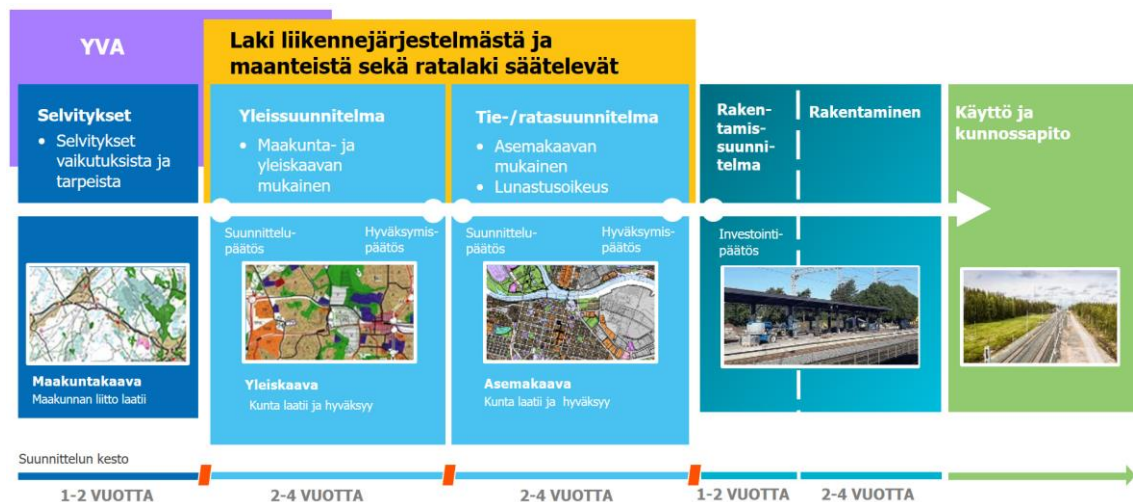 YVA
Laki liikennejärjestelmästä ja
maanteistä sekä ratalaki säätelevät
Selvitykset
• Selvitykset
vaikutuksista ja
tarpeista
Yleissuunnitelma
• Maakunta- ja
yleiskaavan
mukainen
Tie-/ratasuunnitelma
• Asemakaavan
mukainen
• Lunastusoikeus
Raken-
tamis-
suunni-
telma
Rakentaminen
Käyttö ja
kunnossapito
Suunnittelu-
päätös
Hyväksymis-
päätös
Suunnittelu-
päätös
Hyväksymis-
päätös
Investointi-
päätös
Maakuntakaava
Maakunnan liitto laatii
Yleiskaava
Kunta laatii ja hyväksyy
Asemakaava
Kunta laatii ja hyväksyy
Suunnittelun kesto
1-2 VUOTTA
2-4 VUOTTA
2-4 VUOTTA
1-2 VUOTTA
2-4 VUOTTA